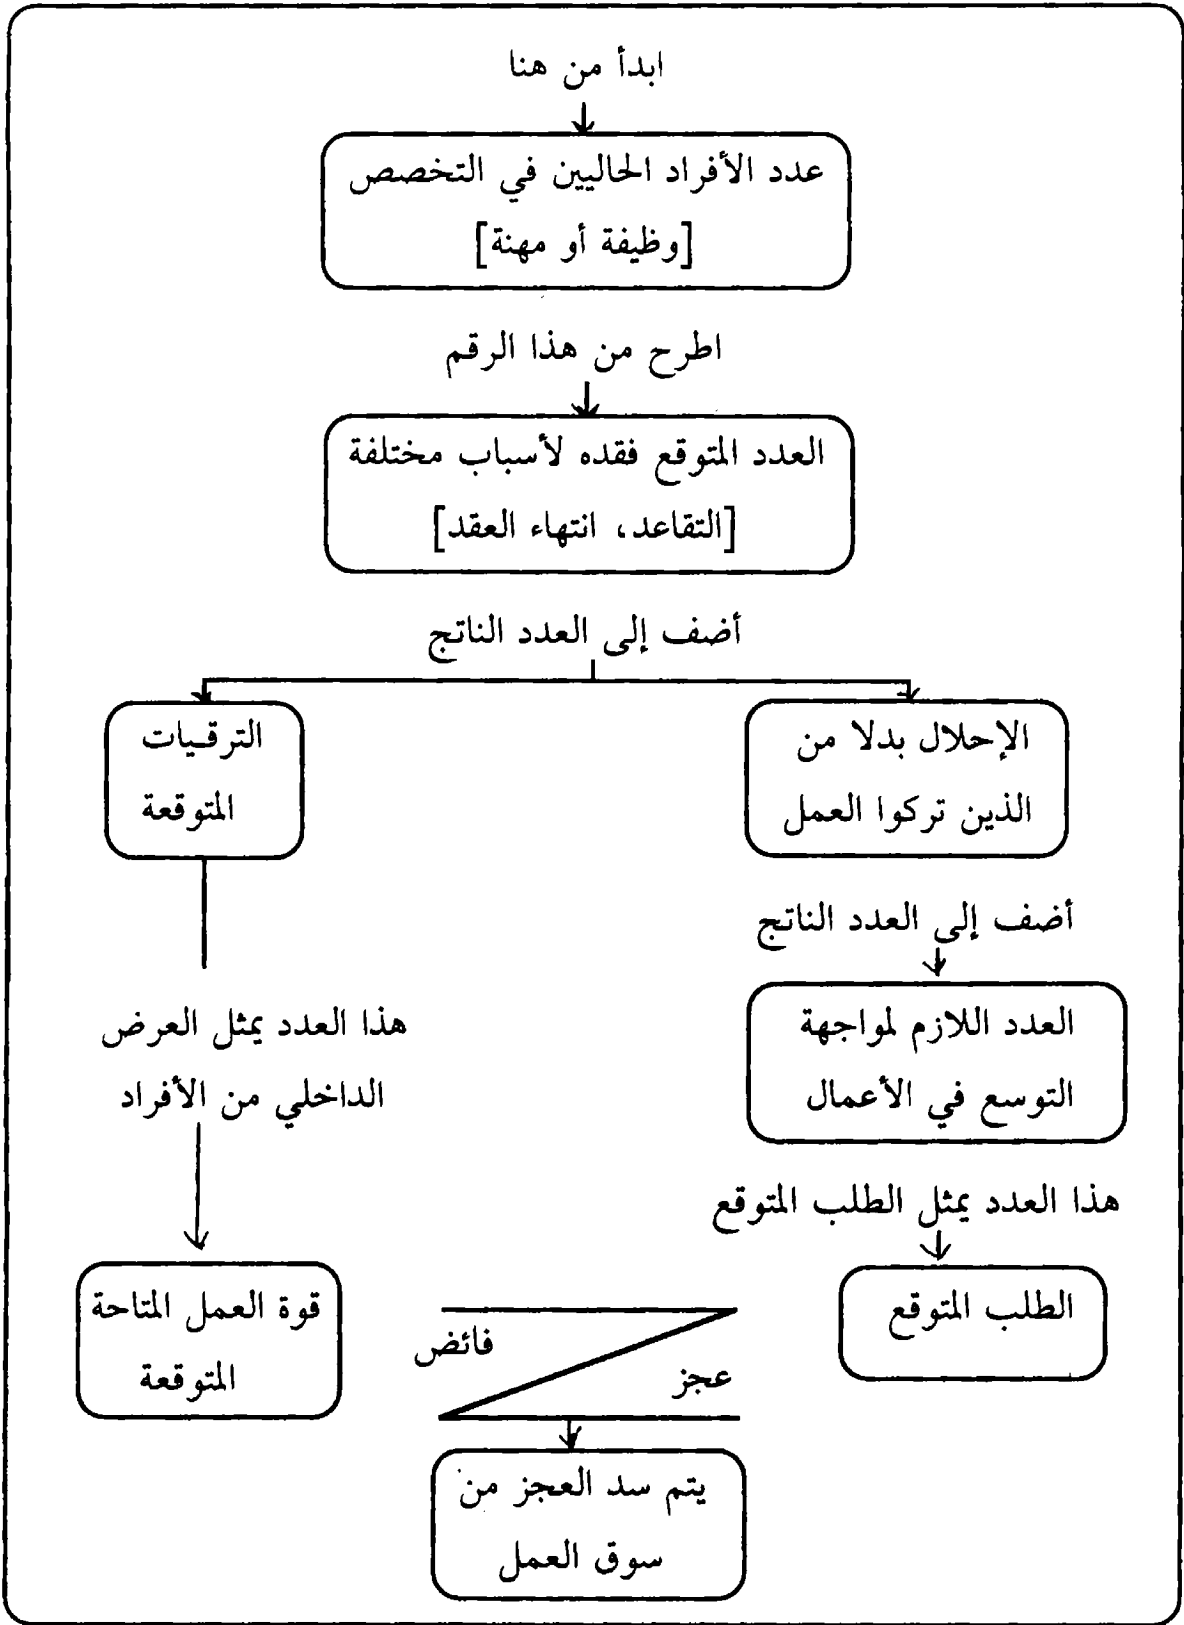 ابدأ من هنا
عدد الأفراد الحاليين في التخصص
[وظيفة أو مهنة]
اطرح من هذا الرقم
العدد المتوقع فقده لأسباب مختلفة
[التقاعد، انتهاء العقد]
أضف إلى العدد الناتج
الإحلال بدلا من
الذين تركوا العمل
أضف إلى العدد الناتج
العدد اللازم لمواجهة
التوسع في الأعمال
هذا العدد يمثل الطلب المتوقع
الطلب المتوقع
الترقيات
المتوقعة
هذا العدد يمثل العرض
الداخلي من الأفراد
قوة العمل المتاحة
المتوقعة
فائض
عجز
يتم سد العجز من
سوق العمل